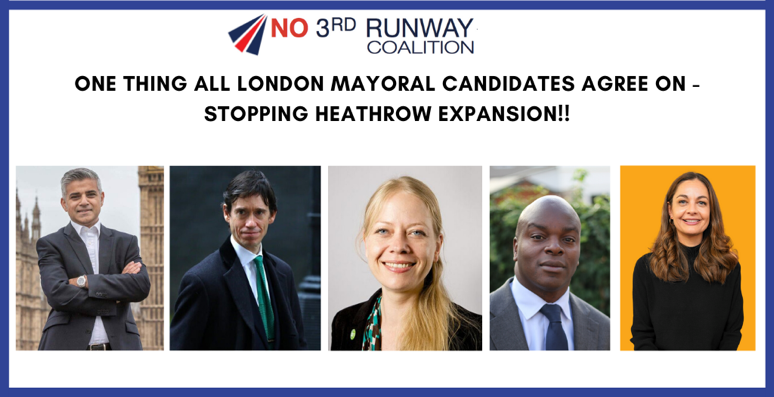 NO 3RD RUNWAY
COALITION
ONE THING ALL LONDON MAYORAL CANDIDATES AGREE ON -
STOPPING HEATHROW EXPANSION!!